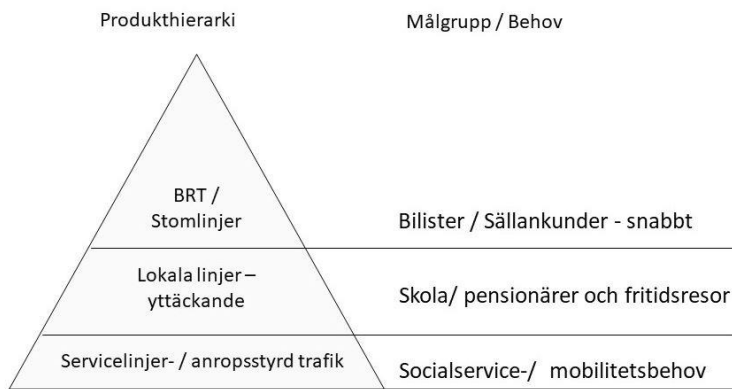 Produkthierarki
Målgrupp / Behov
BRT /
Stomlinjer
Bilister / Sällankunder - snabbt
Lokala linjer –
yttäckande
Skola/ pensionärer och fritidsresor
Servicelinjer- / anropsstyrd trafik
Socialservice-/ mobilitetsbehov